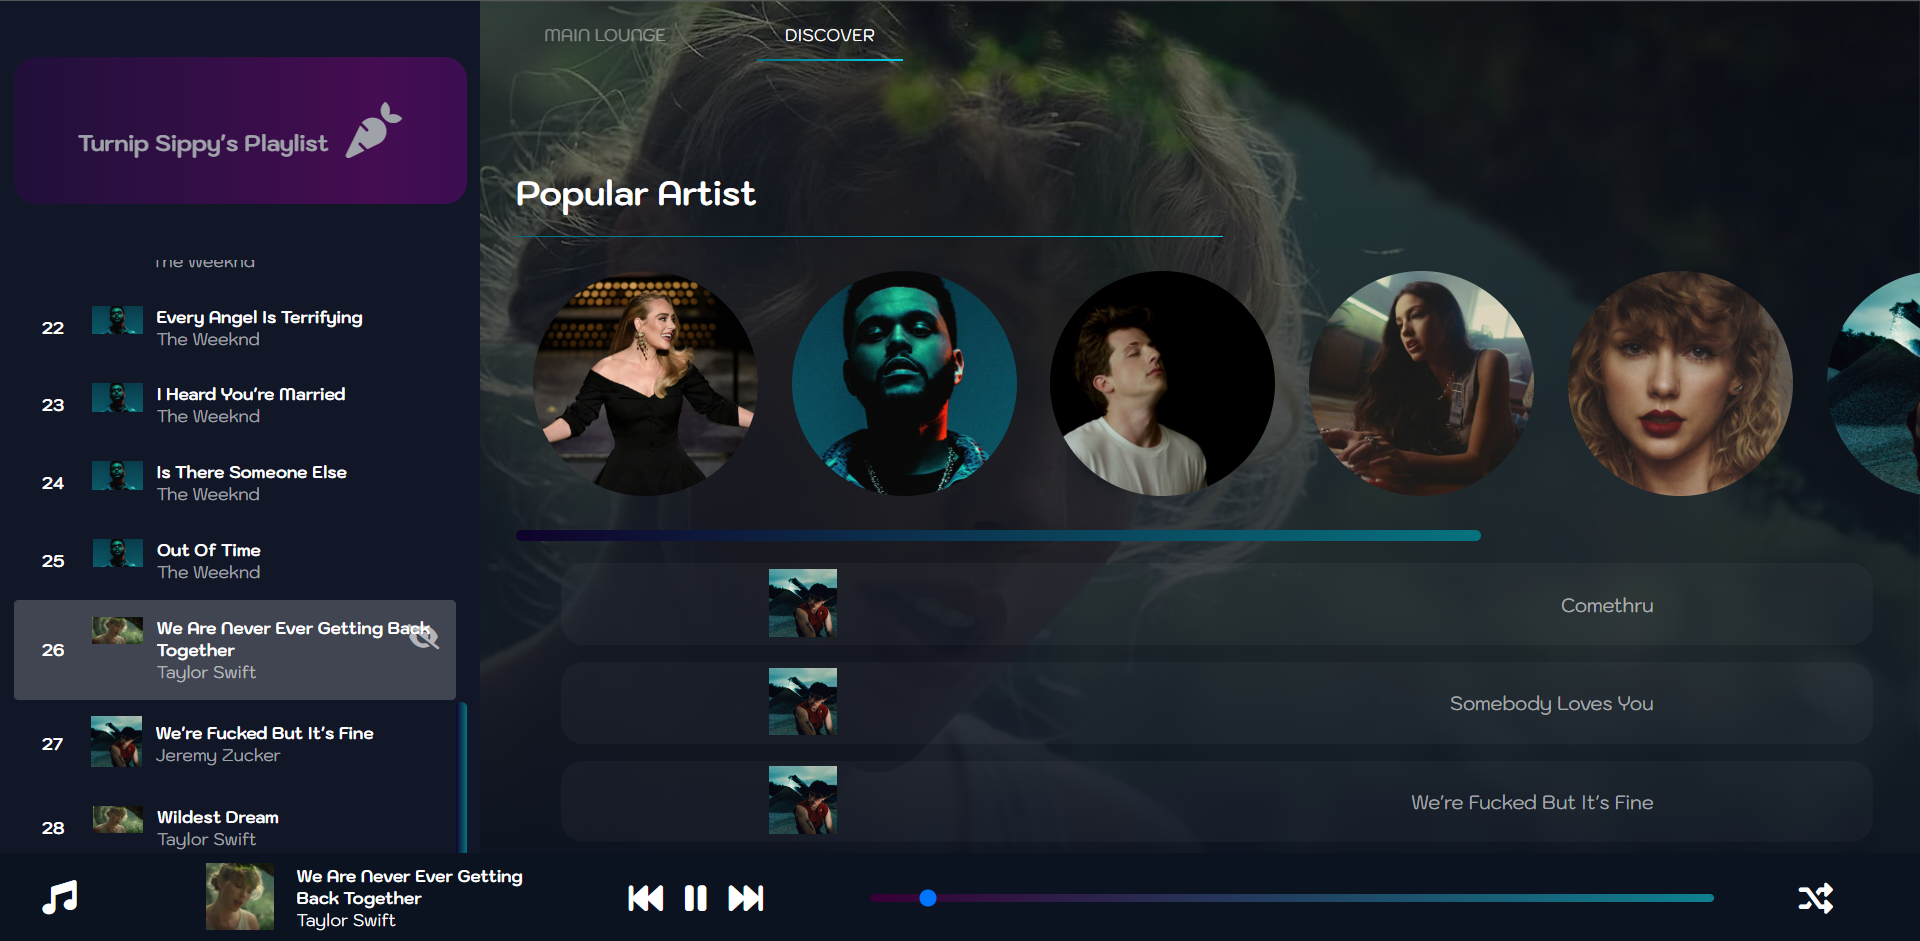 MAIN LOUNGE
DISCOVER
Turnip Sippy's Playlist
Popular Artist
The Weeknd
22
Every Angel Is Terrifying
The Weeknd
23
I Heard You're Married
The Weeknd
24
Is There Someone Else
The Weeknd
25
Out Of Time
The Weeknd
26
We Are Never Ever Getting Back
Together
Taylor Swift
27
We're Fucked But It's Fine
Jeremy Zucker
28
Wildest Dream
Taylor Swift
Comethru
Somebody Loves You
We're Fucked But It's Fine
We Are Never Ever Getting
Back Together
Taylor Swift